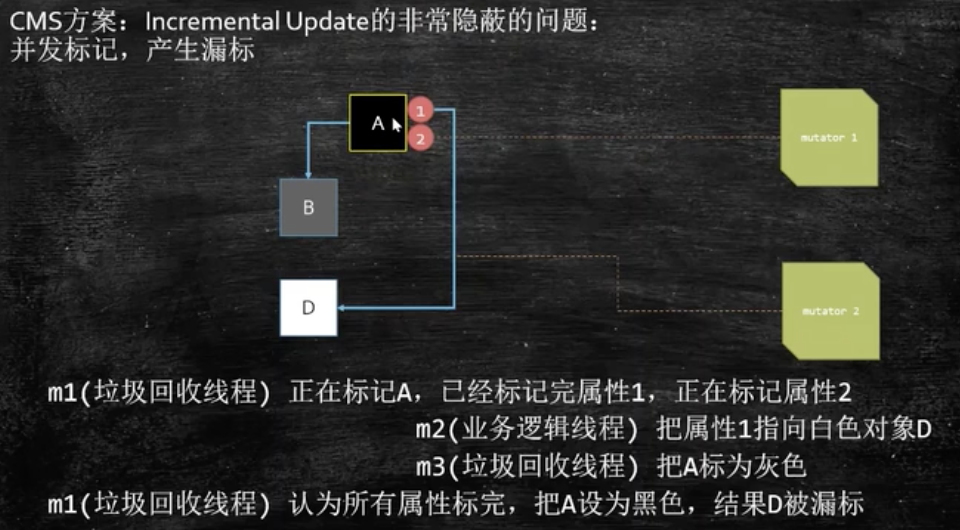 CMS方案：Incremental Update的非常隐蔽的问题：
并发标记，产生漏标
A
1
2
mutator 1
B
D
mutator 2
m1(垃圾回收线程) 正在标记A，已经标记完属性1，正在标记属性2
m2(业务逻辑线程) 把属性1指向白色对象D
m3(垃圾回收线程) 把A标为灰色
m1(垃圾回收线程) 认为所有属性标完，把A设为黑色，结果D被漏标